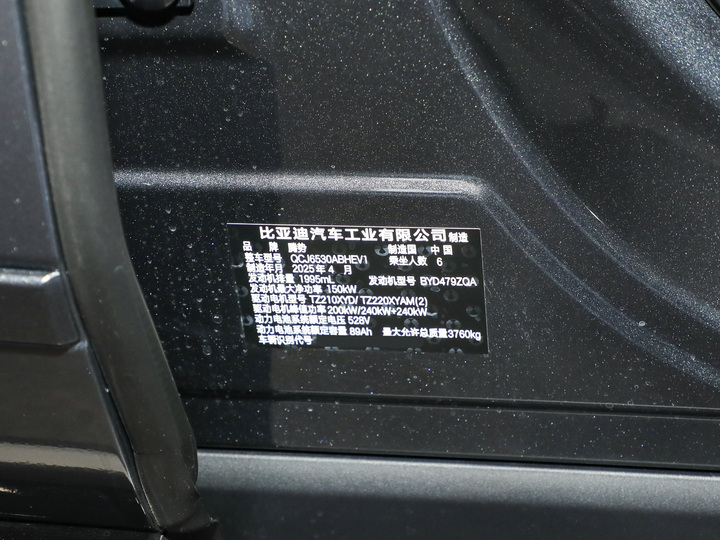 比亚迪汽车工业有限公司制造
品 牌 腾势 制造国 中国
整车型号 QCJ6530ABHEV1 乘坐人数 6
制造年月 2025年4月
发动机排量 1995mL 发动机型号 BYD479ZQA
发动机最大净功率 150kW
驱动电机型号 TZ210XYD/ TZ220XYAM(2)
驱动电机峰值功率 200kW/240kW+240kW
动力电池系统额定电压 528V
动力电池系统额定容量 89Ah 最大允许总质量3760kg
车辆识别代号